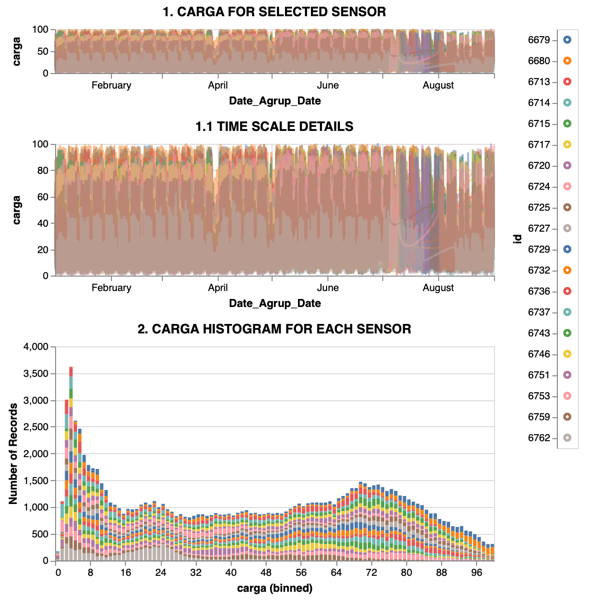 1. CARGA FOR SELECTED SENSOR
100
50
0
carga
February April June August
Date_Agrup_Date
1.1 TIME SCALE DETAILS
100
80
60
40
20
0
carga
February April June August
Date_Agrup_Date
2. CARGA HISTOGRAM FOR EACH SENSOR
4,000
3,500
3,000
2,500
2,000
1,500
1,000
500
0
Number of Records
0 8 16 24 32 40 48 56 64 72 80 88 96
carga (binned)
id
6679
6680
6713
6714
6715
6717
6720
6724
6725
6727
6729
6732
6736
6737
6743
6746
6751
6753
6759
6762